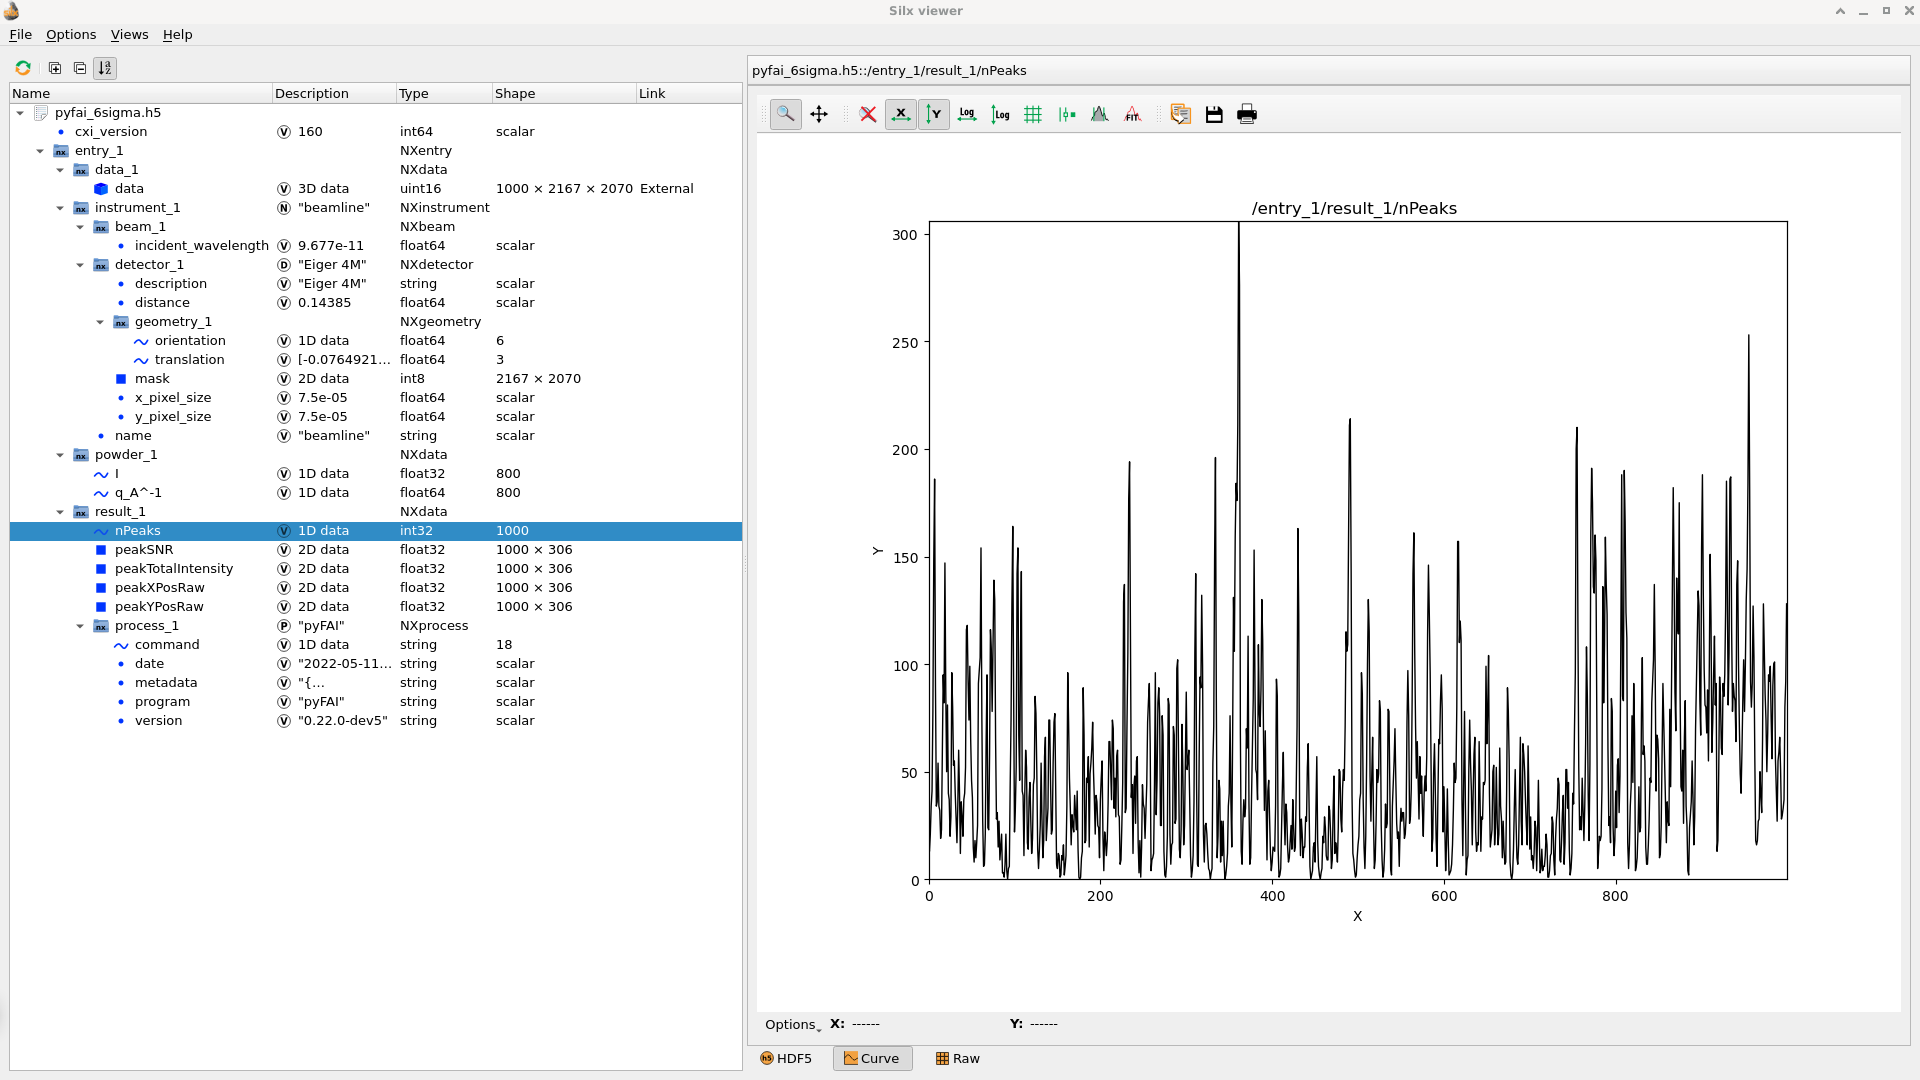 Silx viewer
File Options Views Help
Name Description Type Shape Link
pyfai_6sigma.h5
cxi_version V 160 int64 scalar
entry_1 NXentry
data_1 NXdata
data V 3D data uint16 1000 × 2167 × 2070 External
instrument_1 N "beamline" NXinstrument
beam_1 NXbeam
incident_wavelength V 9.677e-11 float64 scalar
detector_1 D "Eiger 4M" NXdetector
description V "Eiger 4M" string scalar
distance V 0.14385 float64 scalar
geometry_1 NXgeometry
orientation V 1D data float64 6
translation V [-0.0764921... float64 3
mask V 2D data int8 2167 × 2070
x_pixel_size V 7.5e-05 float64 scalar
y_pixel_size V 7.5e-05 float64 scalar
name V "beamline" string scalar
powder_1 NXdata
I V 1D data float32 800
q_A^-1 V 1D data float64 800
result_1 NXdata
nPeaks V 1D data int32 1000
peakSNR V 2D data float32 1000 × 306
peakTotalIntensity V 2D data float32 1000 × 306
peakXPosRaw V 2D data float32 1000 × 306
peakYPosRaw V 2D data float32 1000 × 306
process_1 P "pyFAI" NXprocess
command V 1D data string 18
date V "2022-05-11... string scalar
metadata V "{... string scalar
program V "pyFAI" string scalar
version V "0.22.0-dev5" string scalar
pyfai_6sigma.h5::/entry_1/result_1/nPeaks
X Y Log Log FIT
/entry_1/result_1/nPeaks
300
250
200
150
100
50
0
Y
0 200 400 600 800
X
Options X: ------ Y: ------
HDF5 Curve Raw